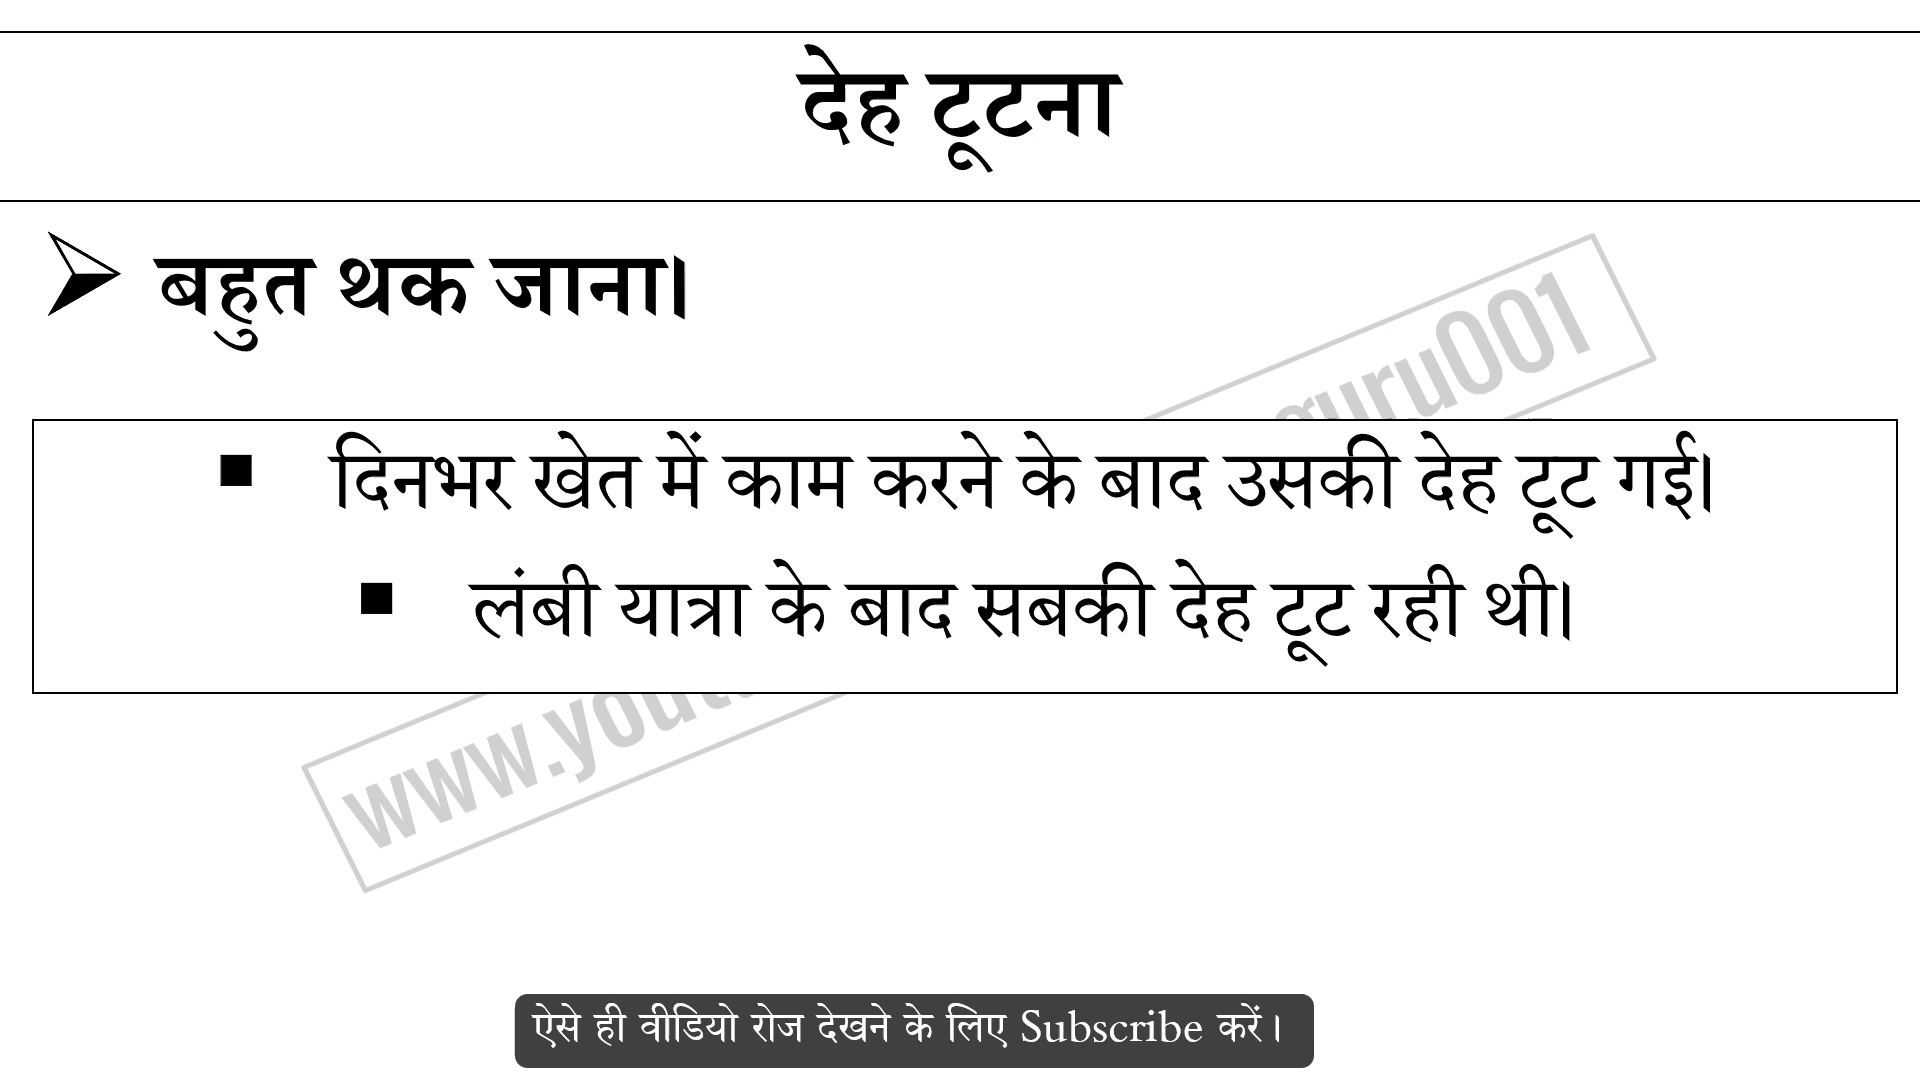 देह टूटना
बहुत थक जाना।
दिनभर खेत में काम करने के बाद उसकी देह टूट गई।
लंबी यात्रा के बाद सबकी देह टूट रही थी।
ऐसे ही वीडियो रोज देखने के लिए Subscribe करें।